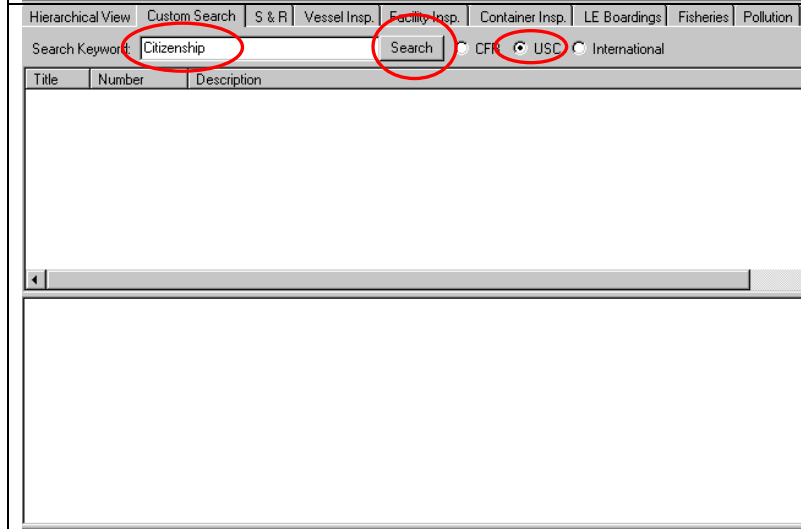 Hierarchical View Custom Search S & R Vessel Insp. Facility Insp. Container Insp. LE Boardings Fisheries Pollution
Search Keyword: Citizenship Search CFR USC International
Title Number Description